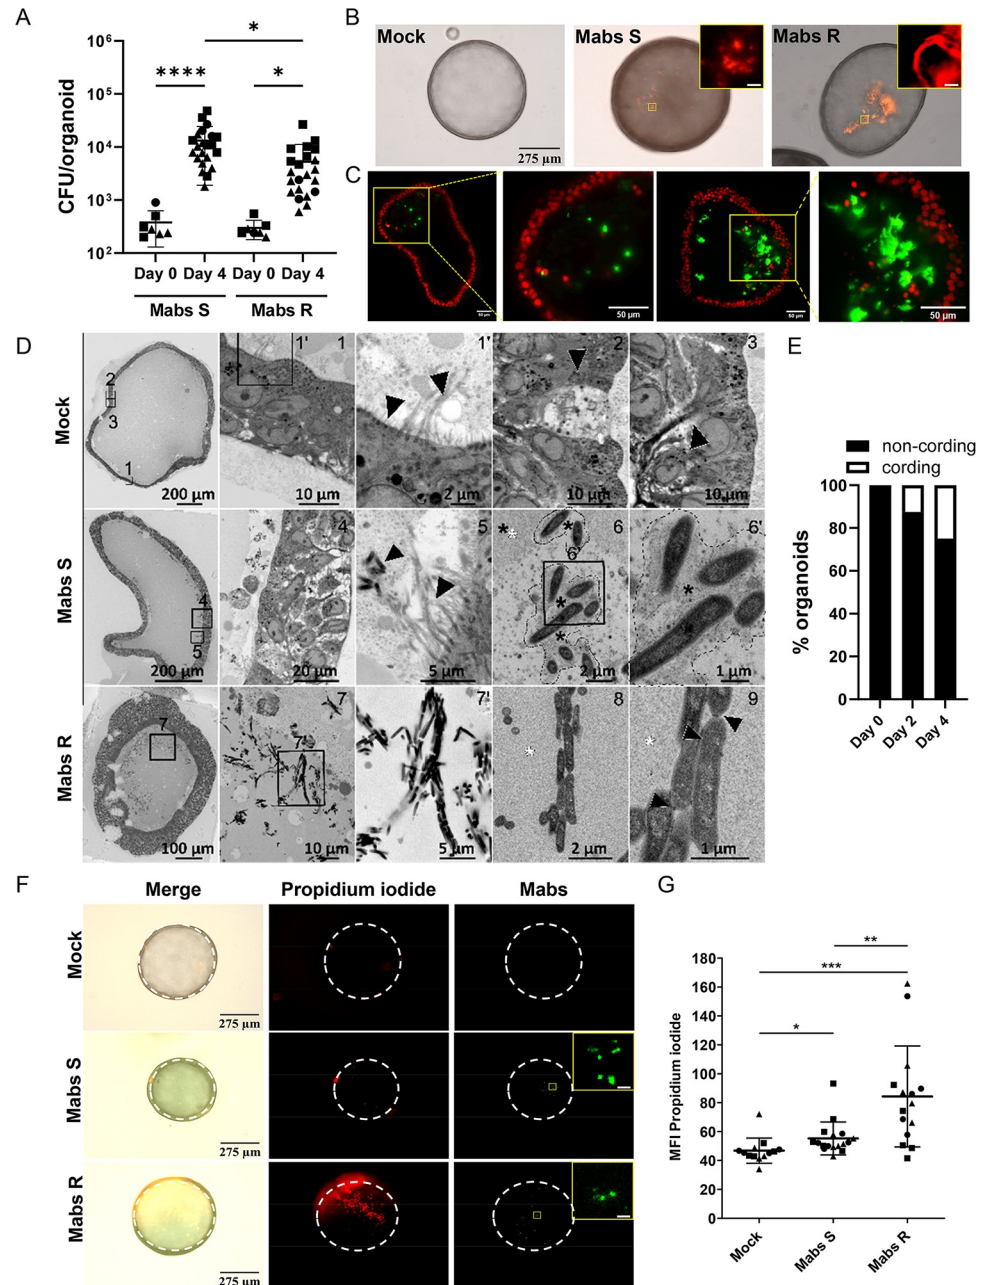 A
CFU/organoid
10⁶
10⁵
10⁴
10³
10²
****
*
*
Day 0 Day 4 Day 0 Day 4
Mabs S Mabs R
B
Mock
Mabs S
Mabs R
275 µm
C
50 µm
50 µm
50 µm
50 µm
D
Mock
2
3
1
200 µm
1' 1
10 µm
1'
2 µm
2
10 µm
3
10 µm
Mabs S
4
5
200 µm
4
20 µm
5
5 µm
* * 6
6'
*
*
2 µm
6'
*
1 µm
Mabs R
7
100 µm
7
7'
10 µm
7'
5 µm
8
*
2 µm
9
*
1 µm
E
non-cording
cording
% organoids
100
80
60
40
20
0
Day 0
Day 2
Day 4
F
Merge Propidium iodide Mabs
Mock
275 µm
Mabs S
275 µm
Mabs R
275 µm
G
MFI Propidium iodide
180
160
140
120
100
80
60
40
20
0
**
***
*
Mock
Mabs S
Mabs R